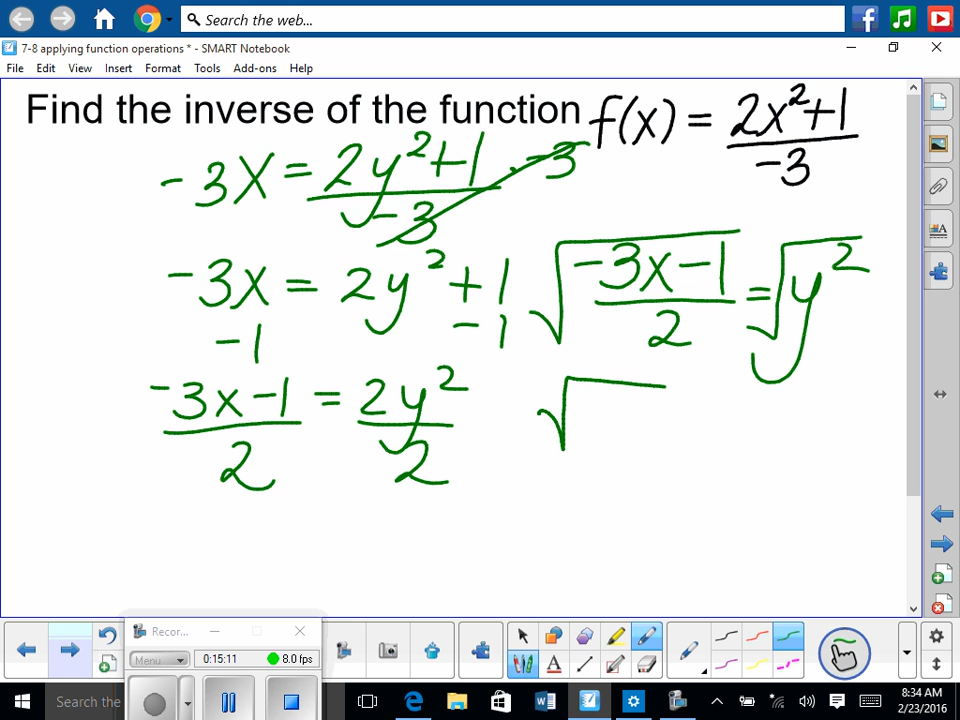 Search the web...
7-8 applying function operations * - SMART Notebook
File Edit View Insert Format Tools Add-ons Help
Find the inverse of the function f(x) = (2x²+1)/-3
-3x = (2y²+1)/-3 · -3
-3x = 2y² + 1
-1 -1
(-3x-1)/2 = 2y²/2
√((-3x-1)/2) = √y²
√
Recor...
Menu 0:15:11 8.0 fps
Search the
8:34 AM
2/23/2016